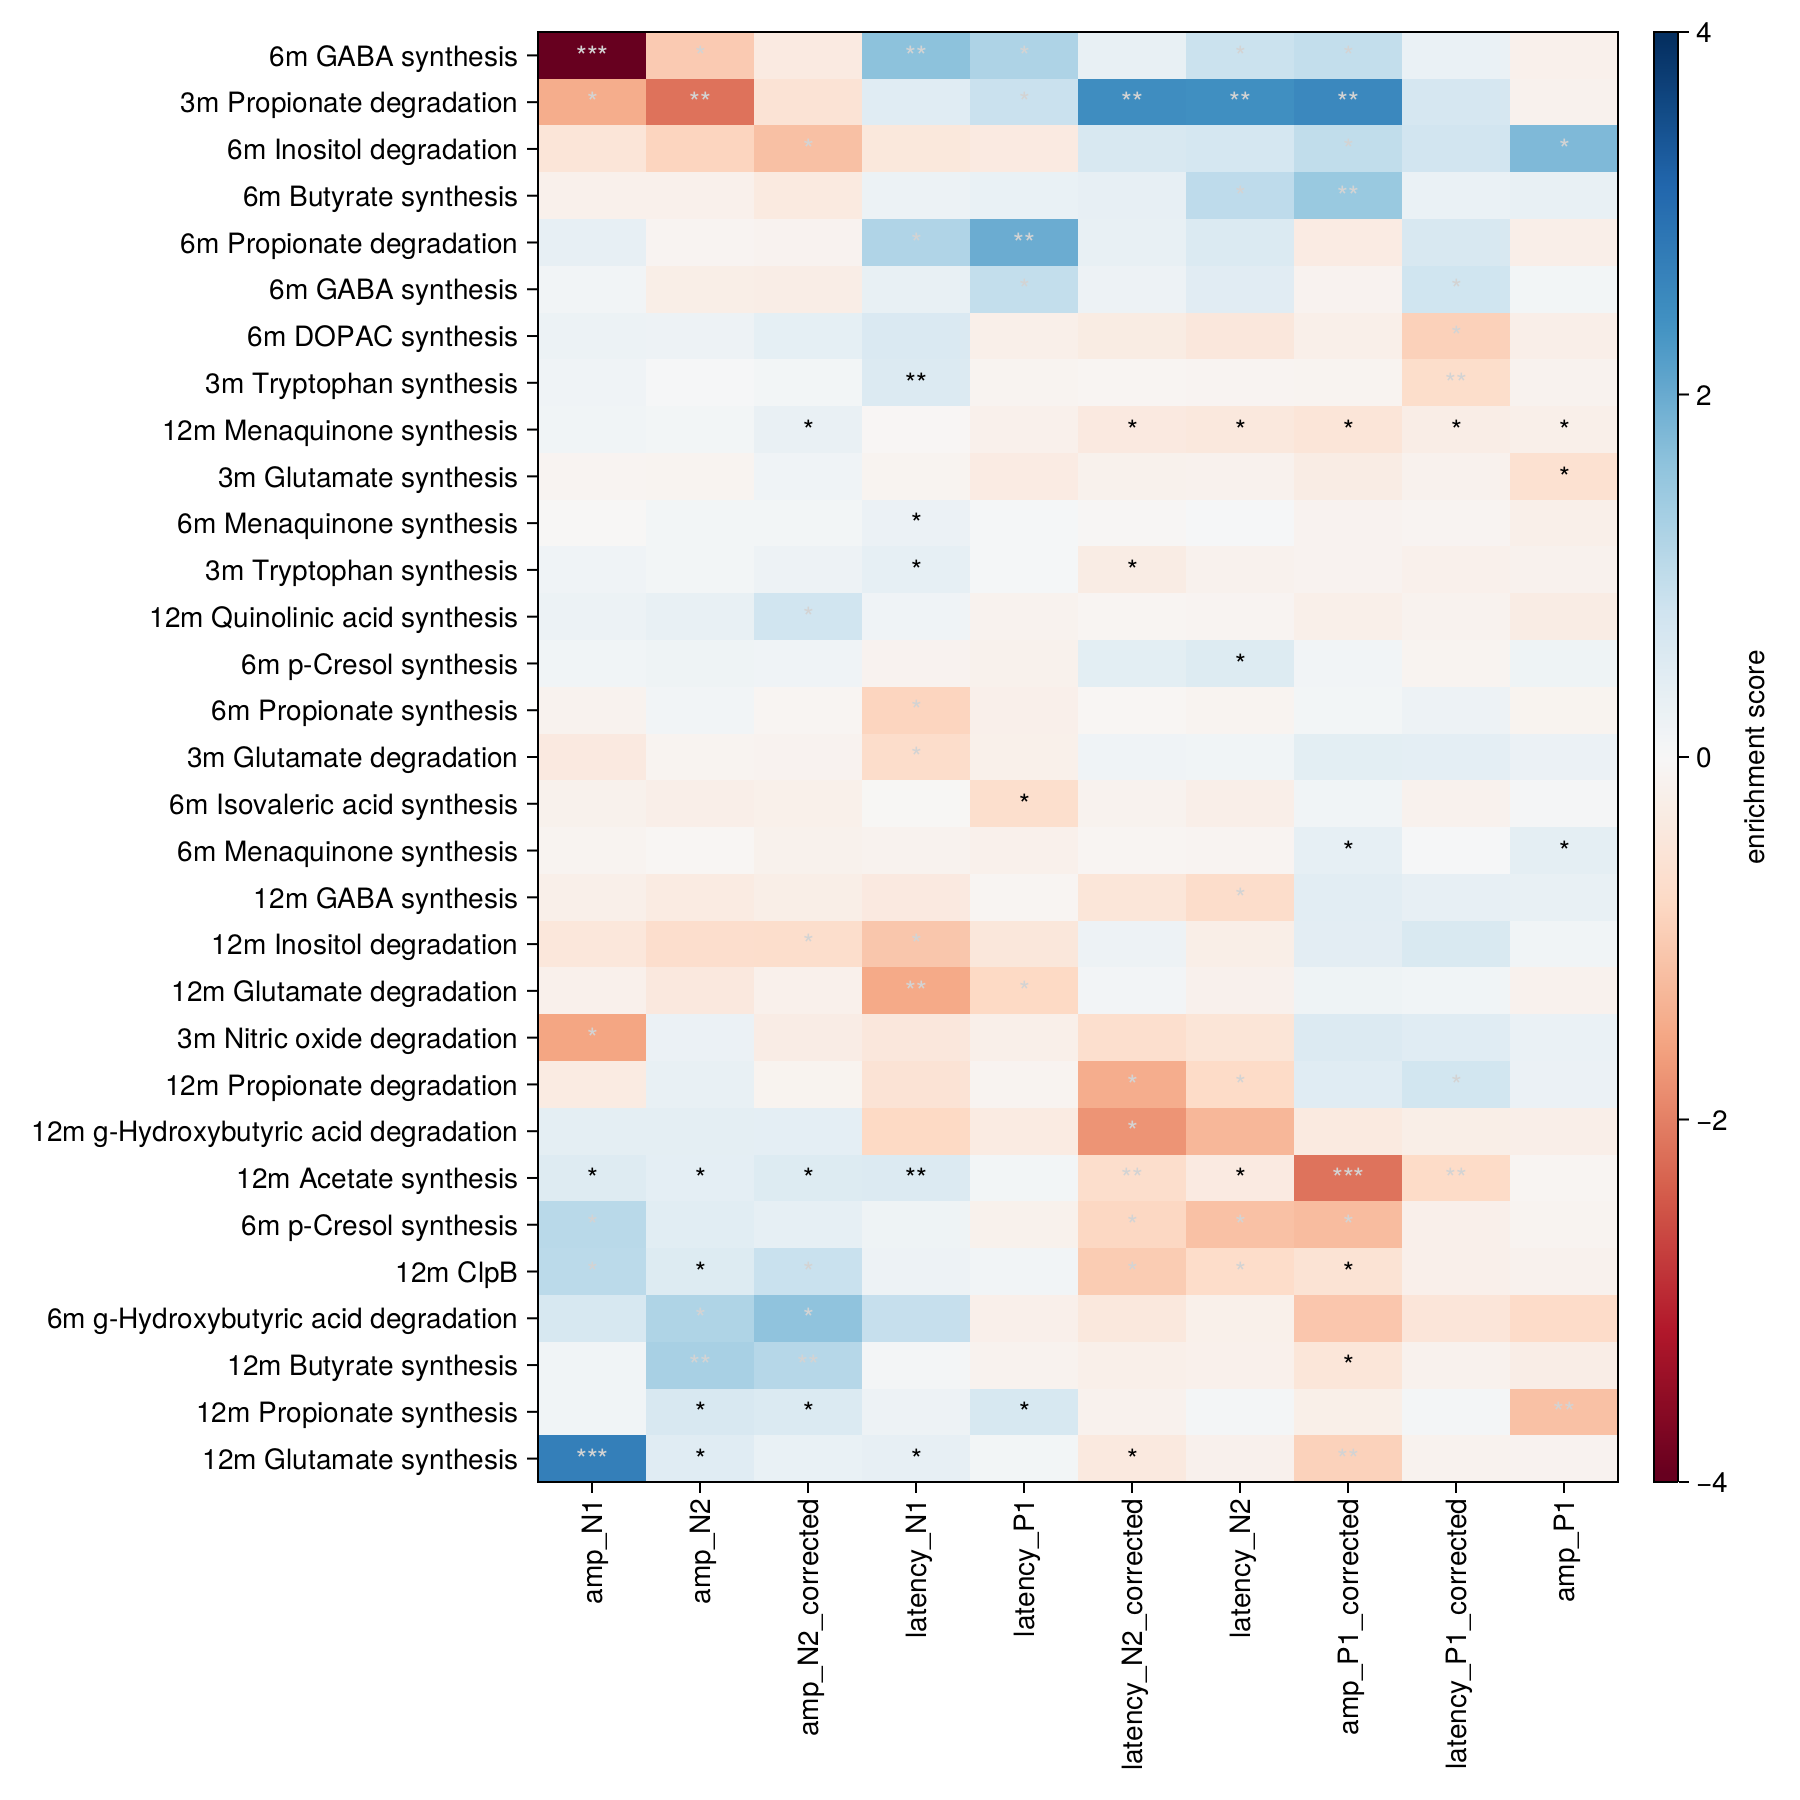 6m GABA synthesis *** * ** * * *
3m Propionate degradation * ** * ** ** **
6m Inositol degradation * * *
6m Butyrate synthesis * **
6m Propionate degradation * **
6m GABA synthesis * *
6m DOPAC synthesis *
3m Tryptophan synthesis ** **
12m Menaquinone synthesis * * * * * *
3m Glutamate synthesis *
6m Menaquinone synthesis *
3m Tryptophan synthesis * *
12m Quinolinic acid synthesis *
6m p-Cresol synthesis *
6m Propionate synthesis *
3m Glutamate degradation *
6m Isovaleric acid synthesis *
6m Menaquinone synthesis * *
12m GABA synthesis *
12m Inositol degradation * *
12m Glutamate degradation ** *
3m Nitric oxide degradation *
12m Propionate degradation * * *
12m g-Hydroxybutyric acid degradation *
12m Acetate synthesis * * * ** ** * *** **
6m p-Cresol synthesis * * * *
12m ClpB * * * * * *
6m g-Hydroxybutyric acid degradation * *
12m Butyrate synthesis ** ** *
12m Propionate synthesis * * * **
12m Glutamate synthesis *** * * * **
amp_N1
amp_N2
amp_N2_corrected
latency_N1
latency_P1
latency_N2_corrected
latency_N2
amp_P1_corrected
latency_P1_corrected
amp_P1
4
2
0
−2
−4
enrichment score